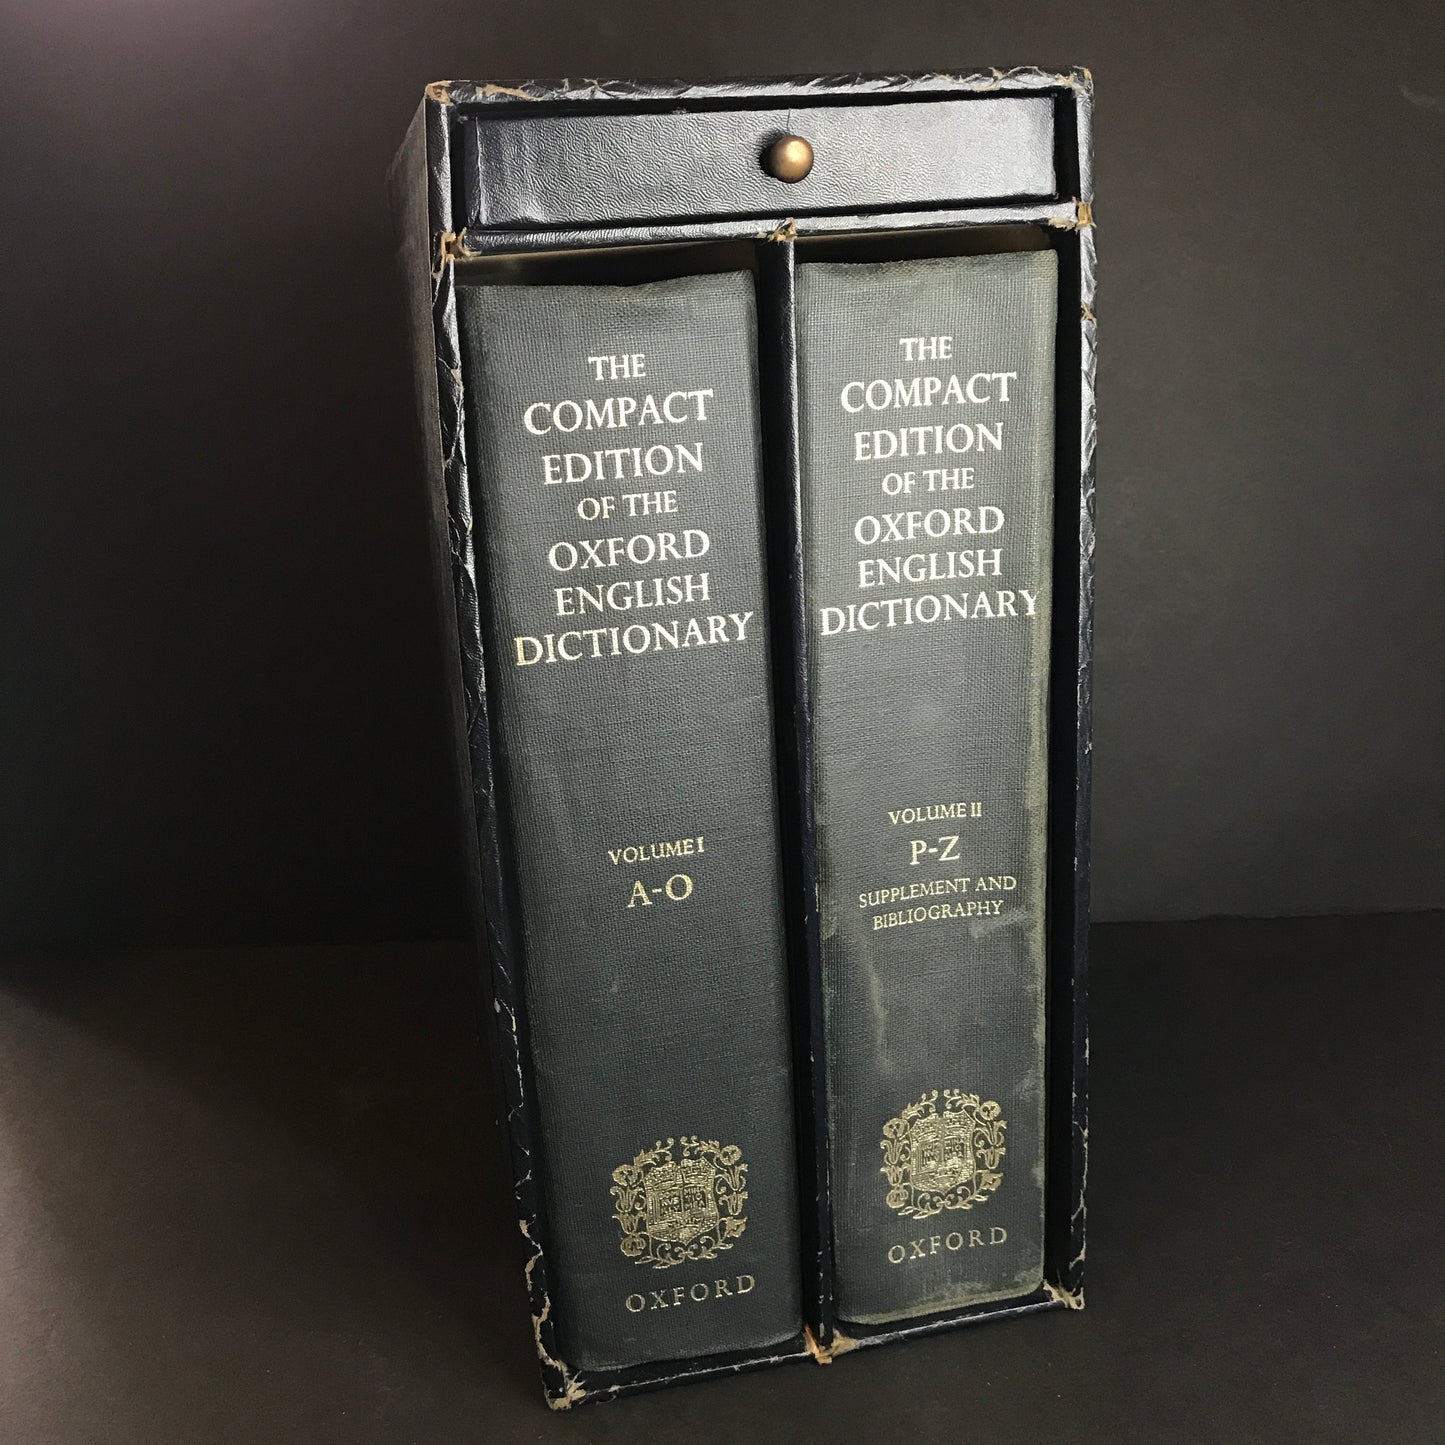 THE
COMPACT
EDITION
OF THE
OXFORD
ENGLISH
DICTIONARY
VOLUME I
A-O
OXFORD
THE
COMPACT
EDITION
OF THE
OXFORD
ENGLISH
DICTIONARY
VOLUME II
P-Z
SUPPLEMENT AND
BIBLIOGRAPHY
OXFORD